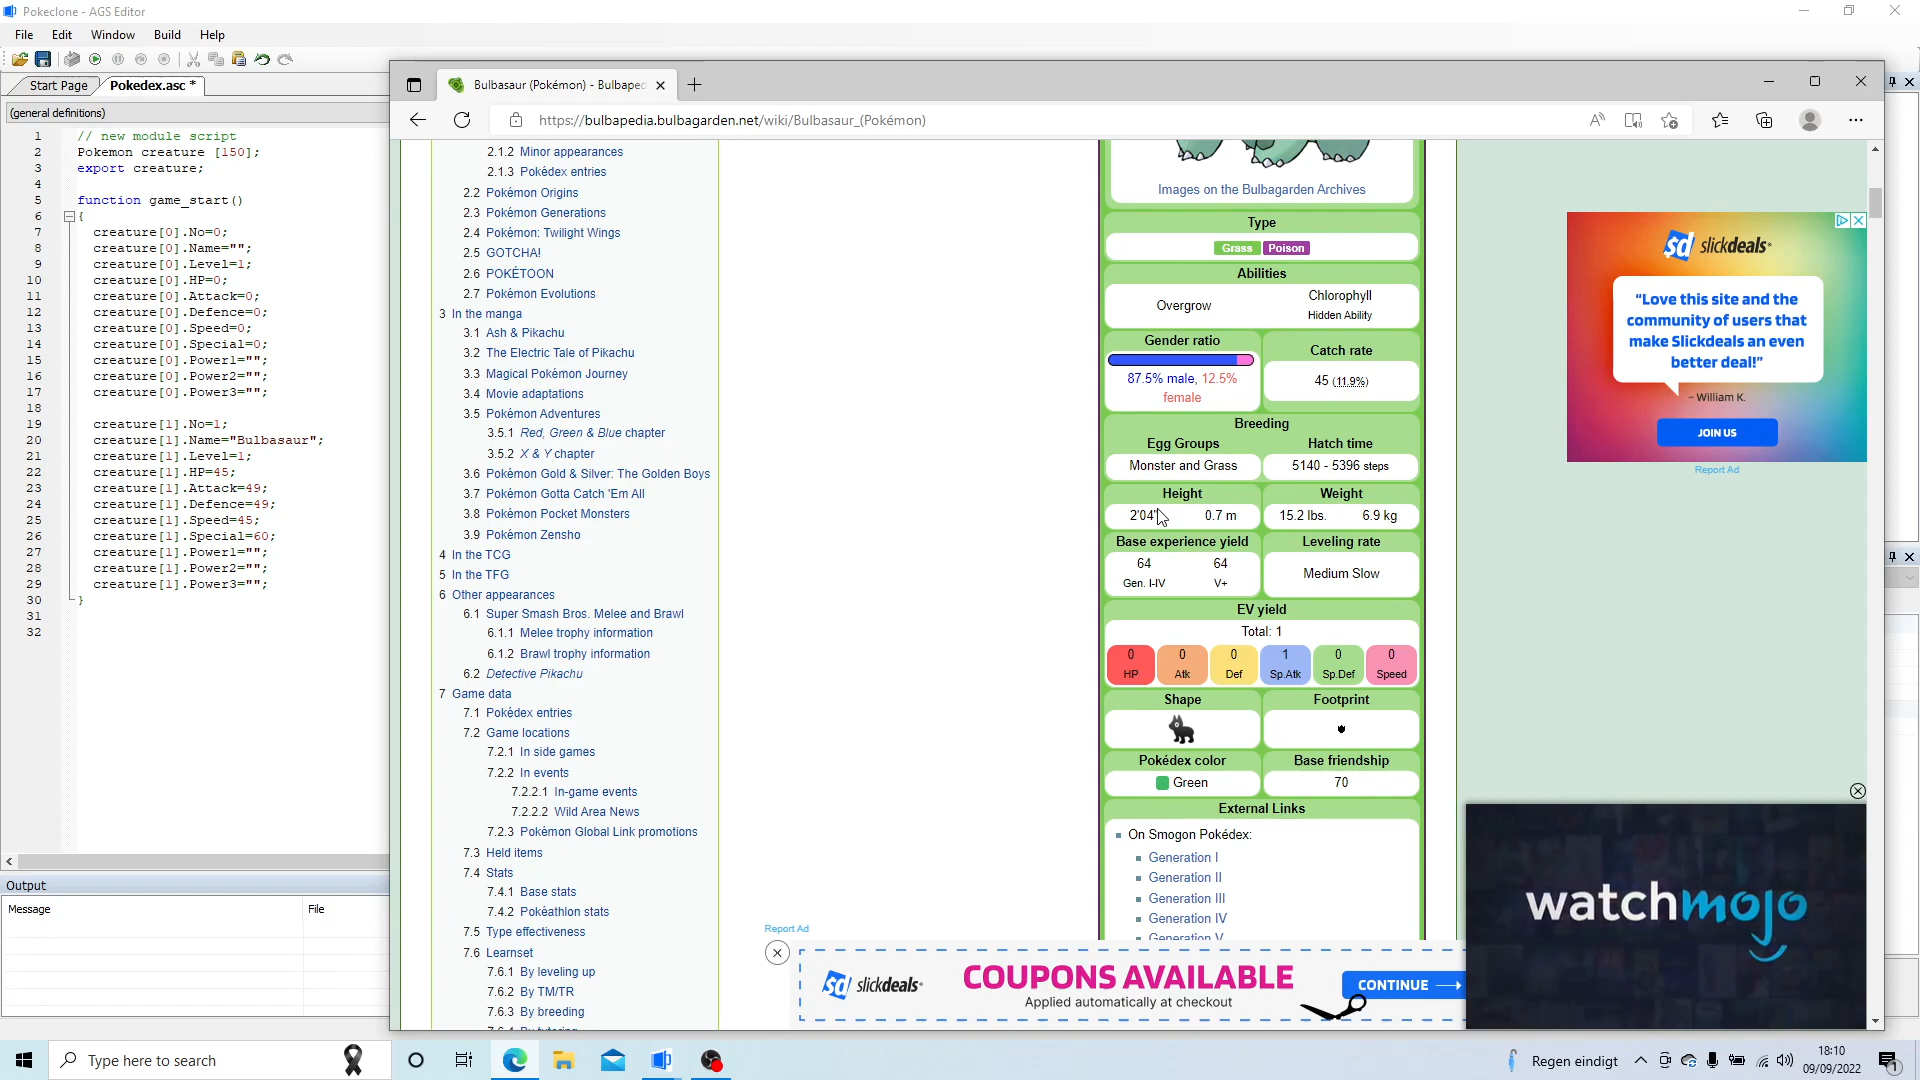 Pokeclone - AGS Editor
File Edit Window Build Help
Start Page Pokedex.asc *
(general definitions)
1 // new module script
2 Pokemon creature [150];
3 export creature;
4
5 function game_start()
6 {
7 creature[0].No=0;
8 creature[0].Name="";
9 creature[0].Level=1;
10 creature[0].HP=0;
11 creature[0].Attack=0;
12 creature[0].Defence=0;
13 creature[0].Speed=0;
14 creature[0].Special=0;
15 creature[0].Power1="";
16 creature[0].Power2="";
17 creature[0].Power3="";
18
19 creature[1].No=1;
20 creature[1].Name="Bulbasaur";
21 creature[1].Level=1;
22 creature[1].HP=45;
23 creature[1].Attack=49;
24 creature[1].Defence=49;
25 creature[1].Speed=45;
26 creature[1].Special=60;
27 creature[1].Power1="";
28 creature[1].Power2="";
29 creature[1].Power3="";
30 }
31
32
Output
Message File
Bulbasaur (Pokémon) - Bulbaped
https://bulbapedia.bulbagarden.net/wiki/Bulbasaur_(Pokémon)
2.1.2 Minor appearances
2.1.3 Pokédex entries
2.2 Pokémon Origins
2.3 Pokémon Generations
2.4 Pokémon: Twilight Wings
2.5 GOTCHA!
2.6 POKÉTOON
2.7 Pokémon Evolutions
3 In the manga
3.1 Ash & Pikachu
3.2 The Electric Tale of Pikachu
3.3 Magical Pokémon Journey
3.4 Movie adaptations
3.5 Pokémon Adventures
3.5.1 Red, Green & Blue chapter
3.5.2 X & Y chapter
3.6 Pokémon Gold & Silver: The Golden Boys
3.7 Pokémon Gotta Catch 'Em All
3.8 Pokémon Pocket Monsters
3.9 Pokémon Zensho
4 In the TCG
5 In the TFG
6 Other appearances
6.1 Super Smash Bros. Melee and Brawl
6.1.1 Melee trophy information
6.1.2 Brawl trophy information
6.2 Detective Pikachu
7 Game data
7.1 Pokédex entries
7.2 Game locations
7.2.1 In side games
7.2.2 In events
7.2.2.1 In-game events
7.2.2.2 Wild Area News
7.2.3 Pokémon Global Link promotions
7.3 Held items
7.4 Stats
7.4.1 Base stats
7.4.2 Pokéathlon stats
7.5 Type effectiveness
7.6 Learnset
7.6.1 By leveling up
7.6.2 By TM/TR
7.6.3 By breeding
7.6.4 By tutoring
Images on the Bulbagarden Archives
Type
Grass Poison
Abilities
Overgrow Chlorophyll
Hidden Ability
Gender ratio Catch rate
87.5% male, 12.5% female
45 (11.9%)
Breeding
Egg Groups Hatch time
Monster and Grass 5140 - 5396 steps
Height Weight
2'04" 0.7 m 15.2 lbs. 6.9 kg
Base experience yield Leveling rate
64 64 Medium Slow
Gen. I-IV V+
EV yield
Total: 1
0 0 0 1 0 0
HP Atk Def Sp.Atk Sp.Def Speed
Shape Footprint
Pokédex color Base friendship
Green 70
External Links
On Smogon Pokédex:
Generation I
Generation II
Generation III
Generation IV
Generation V
sd slickdeals
"Love this site and the
community of users that
make Slickdeals an even
better deal!"
– William K.
JOIN US
Report Ad
Report Ad
sd slickdeals
COUPONS AVAILABLE
Applied automatically at checkout
CONTINUE
watchmojo
Type here to search
Regen eindigt
18:10
09/09/2022
1